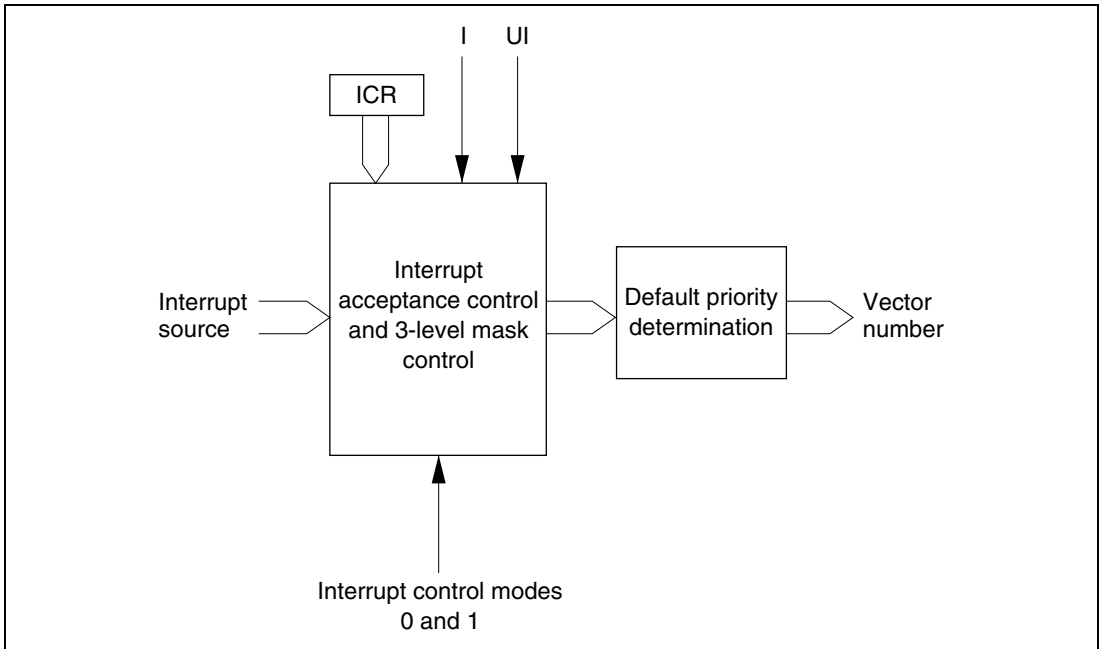 I UI
ICR
Interrupt
acceptance control
and 3-level mask
control
Interrupt
source
Default priority
determination
Vector
number
Interrupt control modes
0 and 1